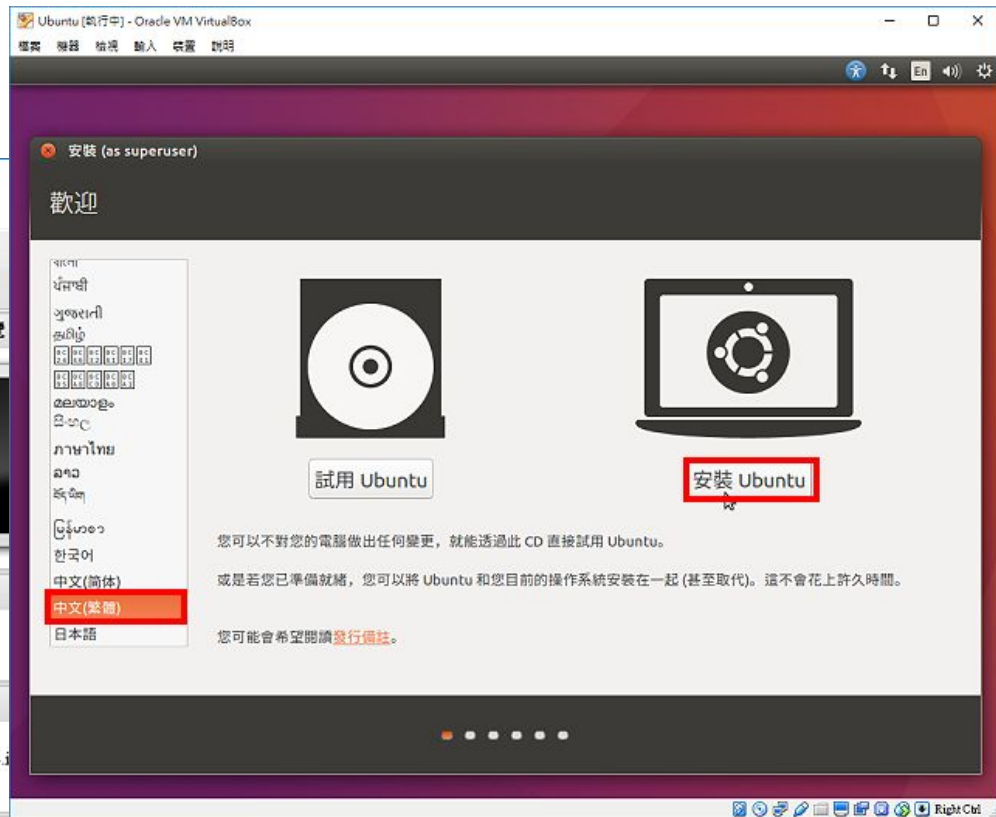 Ubuntu [執行中] - Oracle VM VirtualBox
檔案 機器 檢視 輸入 裝置 說明
En
安裝 (as superuser)
歡迎
ਪੰਜਾਬੀ
ગુજરાતી
தமிழ்
മലയാളം
සිංහල
ภาษาไทย
ລາວ
རྫོང་ཁ
မြန်မာစာ
한국어
中文(简体)
中文(繁體)
日本語
試用 Ubuntu
安裝 Ubuntu
您可以不對您的電腦做出任何變更，就能透過此 CD 直接試用 Ubuntu。
或是若您已準備就緒，您可以將 Ubuntu 和您目前的操作系統安裝在一起 (甚至取代)。這不會花上許久時間。
您可能會希望閱讀發行備註。
Right Ctrl